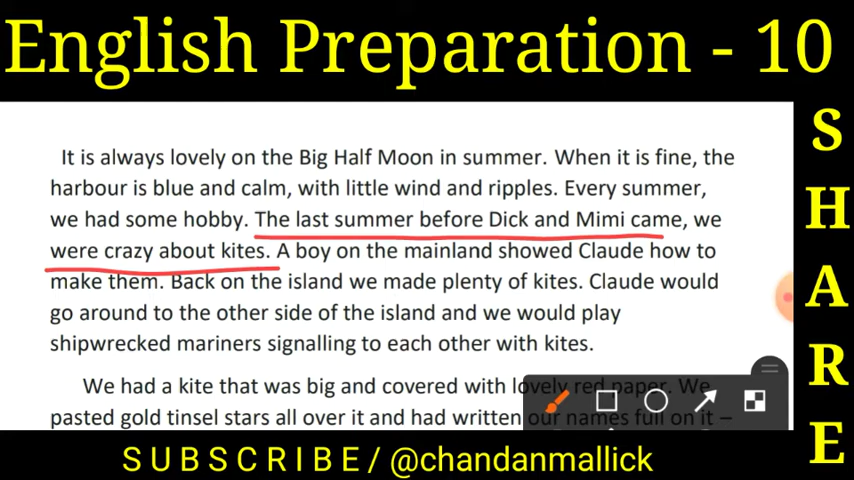 English Preparation - 10
It is always lovely on the Big Half Moon in summer. When it is fine, the
harbour is blue and calm, with little wind and ripples. Every summer,
we had some hobby. The last summer before Dick and Mimi came, we
were crazy about kites. A boy on the mainland showed Claude how to
make them. Back on the island we made plenty of kites. Claude would
go around to the other side of the island and we would play
shipwrecked mariners signalling to each other with kites.
We had a kite that was big and covered with lovely red paper. We
pasted gold tinsel stars all over it and had written our names full on it –
SHARE
SUBSCRIBE/ @chandanmallick